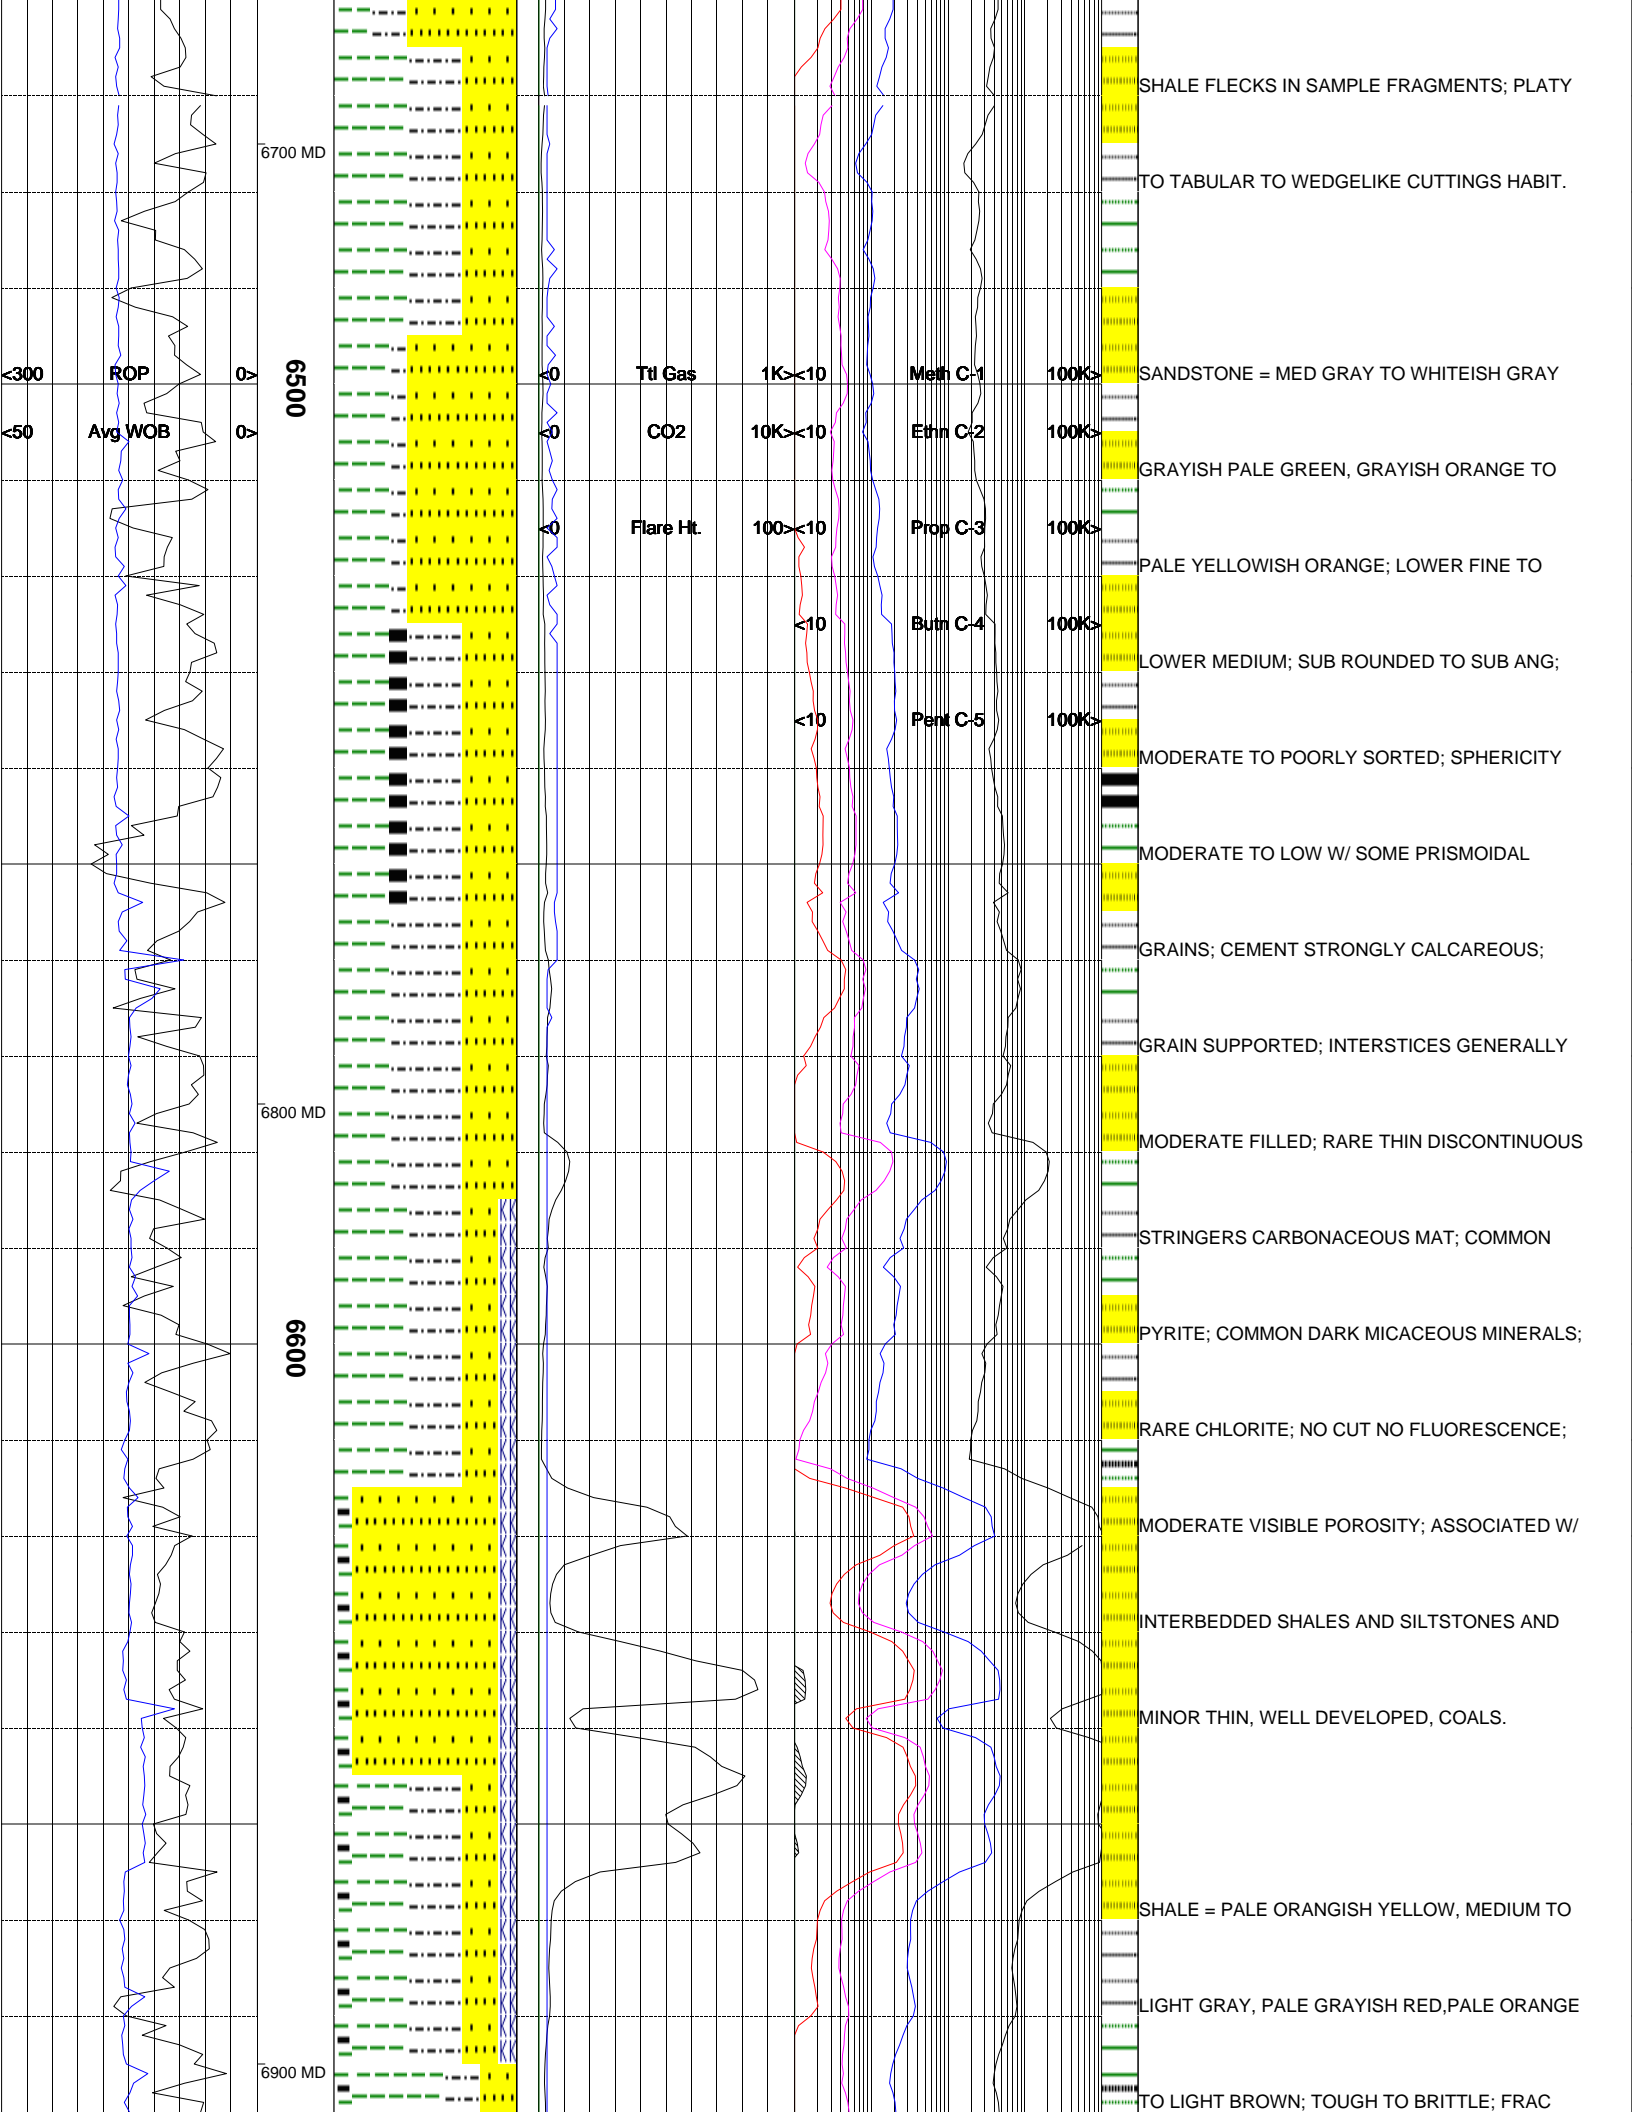 SHALE FLECKS IN SAMPLE FRAGMENTS; PLATY
6700 MD
TO TABULAR TO WEDGELIKE CUTTINGS HABIT.
6500
<300 ROP 0>
<0 Ttl Gas 1K>
<10 Meth C-1 100K>
SANDSTONE = MED GRAY TO WHITEISH GRAY
<50 Avg WOB 0>
<0 CO2 10K>
<10 Ethn C-2 100K>
GRAYISH PALE GREEN, GRAYISH ORANGE TO
<0 Flare Ht. 100>
<10 Prop C-3 100K>
PALE YELLOWISH ORANGE; LOWER FINE TO
<10 Butn C-4 100K>
LOWER MEDIUM; SUB ROUNDED TO SUB ANG;
<10 Pent C-5 100K>
MODERATE TO POORLY SORTED; SPHERICITY
MODERATE TO LOW W/ SOME PRISMOIDAL
GRAINS; CEMENT STRONGLY CALCAREOUS;
GRAIN SUPPORTED; INTERSTICES GENERALLY
6800 MD
MODERATE FILLED; RARE THIN DISCONTINUOUS
STRINGERS CARBONACEOUS MAT; COMMON
6600
PYRITE; COMMON DARK MICACEOUS MINERALS;
RARE CHLORITE; NO CUT NO FLUORESCENCE;
MODERATE VISIBLE POROSITY; ASSOCIATED W/
INTERBEDDED SHALES AND SILTSTONES AND
MINOR THIN, WELL DEVELOPED, COALS.
SHALE = PALE ORANGISH YELLOW, MEDIUM TO
LIGHT GRAY, PALE GRAYISH RED,PALE ORANGE
6900 MD
TO LIGHT BROWN; TOUGH TO BRITTLE; FRAC